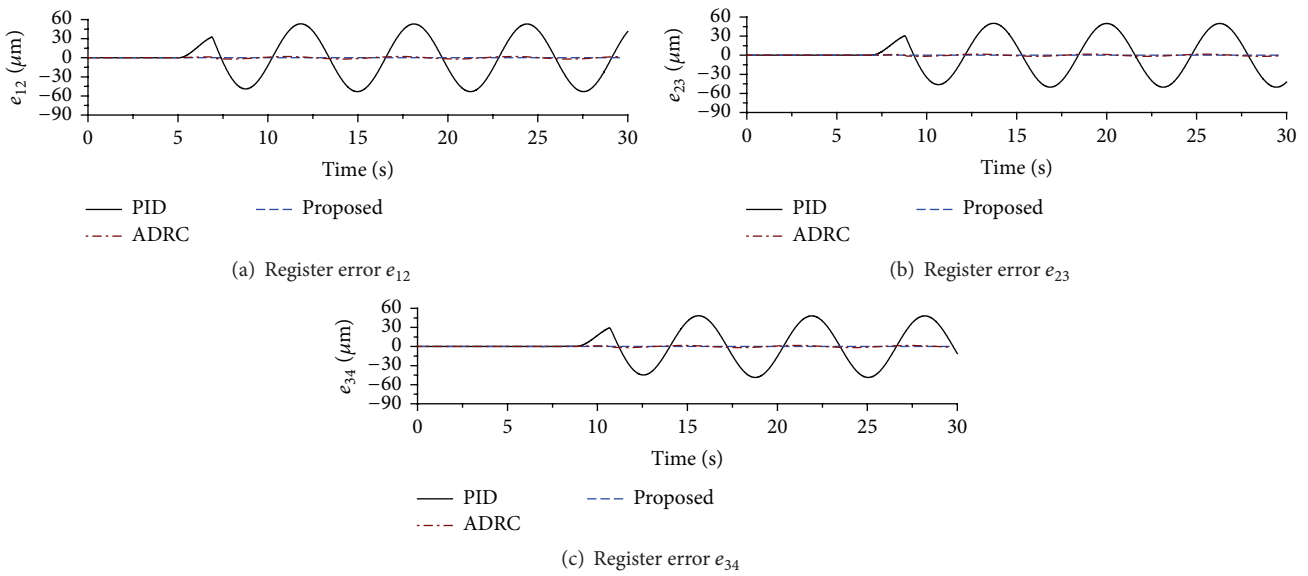 60
30
0
−30
−60
−90
e12 (μm)
0 5 10 15 20 25 30
Time (s)
PID
Proposed
ADRC
(a) Register error e12
60
30
0
−30
−60
−90
e23 (μm)
0 5 10 15 20 25 30
Time (s)
PID
Proposed
ADRC
(b) Register error e23
60
30
0
−30
−60
−90
e34 (μm)
0 5 10 15 20 25 30
Time (s)
PID
Proposed
ADRC
(c) Register error e34